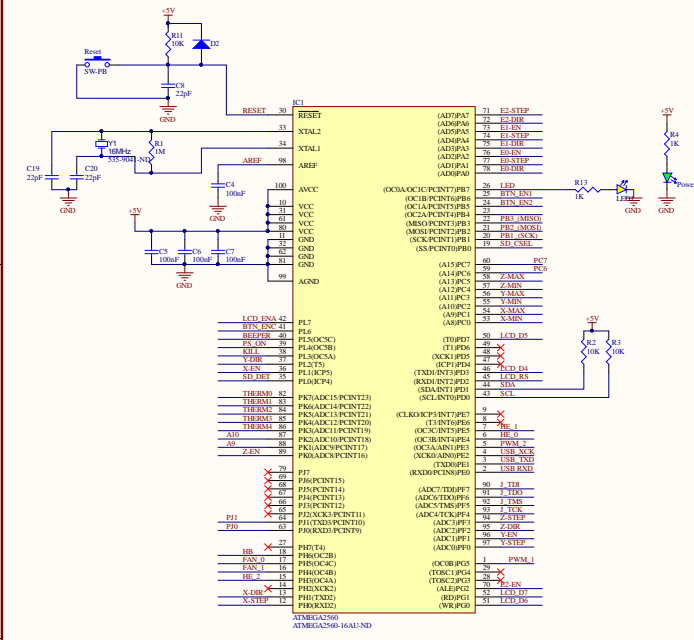 +5V
R11
10K
D2
Reset
SW-PB
C8
22pF
GND
IC1
RESET 30 RESET (AD7)PA7 71 E2-STEP
(AD6)PA6 72 E2-DIR
33 XTAL2 (AD5)PA5 73 E1-EN
(AD4)PA4 74 E1-STEP
34 XTAL1 (AD3)PA3 75 E1-DIR
(AD2)PA2 76 E0-EN
AREF 98 AREF (AD1)PA1 77 E0-STEP
(AD0)PA0 78 E0-DIR
Y1
16MHz
535-9041-ND
R1
1M
C19
22pF
C20
22pF
GND
C4
100nF
GND
+5V
R4
1K
Power
GND
100 AVCC (OC0A/OC1C/PCINT7)PB7 26 LED
(OC1B/PCINT6)PB6 25 BTN_EN1
10 VCC (OC1A/PCINT5)PB5 24 BTN_EN2
31 VCC (OC2A/PCINT4)PB4 23
61 VCC (MISO/PCINT3)PB3 22 PB3_(MISO)
80 VCC (MOSI/PCINT2)PB2 21 PB2_(MOSI)
11 GND (SCK/PCINT1)PB1 20 PB1_(SCK)
32 GND (SS/PCINT0)PB0 19 SD_CSEL
62 GND
81 GND
99 AGND
R13
1K
GND
+5V
C5
100nF
C6
100nF
C7
100nF
GND
(A15)PC7 60 PC7
(A14)PC6 59 PC6
(A13)PC5 58 Z-MAX
(A12)PC4 57 Z-MIN
(A11)PC3 56 Y-MAX
(A10)PC2 55 Y-MIN
(A9)PC1 54 X-MAX
(A8)PC0 53 X-MIN
LCD_ENA 42 PL7
BTN_ENC 41 PL6
BEEPER 40 PL5(OC5C)
PS_ON 39 PL4(OC5B)
KILL 38 PL3(OC5A)
Y-DIR 37 PL2(T5)
X-EN 36 PL1(ICP5)
SD_DET 35 PL0(ICP4)
(T0)PD7 50 LCD_D5
(T1)PD6 49
(XCK1)PD5 48
(ICP1)PD4 47
(TXD1/INT3)PD3 46 LCD_D4
(RXD1/INT2)PD2 45 LCD_RS
(SDA/INT1)PD1 44 SDA
(SCL/INT0)PD0 43 SCL
+5V
R2
10K
R3
10K
THERM0 82 PK7(ADC15/PCINT23)
THERM1 83 PK6(ADC14/PCINT22)
THERM2 84 PK5(ADC13/PCINT21)
THERM3 85 PK4(ADC12/PCINT20)
THERM4 86 PK3(ADC11/PCINT19)
A10 87 PK2(ADC10/PCINT18)
A9 88 PK1(ADC9/PCINT17)
Z-EN 89 PK0(ADC8/PCINT16)
(CLKO/ICP3/INT7)PE7 9
(T3/INT6)PE6 8
(OC3C/INT5)PE5 7 HE_1
(OC3B/INT4)PE4 6 HE_0
(OC3A/AIN1)PE3 5 PWM_2
(XCK0/AIN0)PE2 4 USB_XCK
(TXD0)PE1 3 USB_TXD
(RXD0/PCIN8)PE0 2 USB RXD
79 PJ7
69 PJ6(PCINT15)
68 PJ5(PCINT14)
67 PJ4(PCINT13)
66 PJ3(PCINT12)
65 PJ2(XCK3/PCINT11)
PJ1 64 PJ1(TXD3/PCINT10)
PJ0 63 PJ0(RXD3/PCINT9)
(ADC7/TDI)PF7 90 J_TDI
(ADC6/TDO)PF6 91 J_TDO
(ADC5/TMS)PF5 92 J_TMS
(ADC4/TCK)PF4 93 J_TCK
(ADC3)PF3 94 Z-STEP
(ADC2)PF2 95 Z-DIR
(ADC1)PF1 96 Y-EN
(ADC0)PF0 97 Y-STEP
27 PH7(T4)
HB 18 PH6(OC2B)
FAN_0 17 PH5(OC4C)
FAN_1 16 PH4(OC4B)
HE_2 15 PH3(OC4A)
14 PH2(XCK2)
X-DIR 13 PH1(TXD2)
X-STEP 12 PH0(RXD2)
(OC0B)PG5 1 PWM_1
(TOSC1)PG4 29
(TOSC2)PG3 28
(ALE)PG2 70 E2-EN
(RD)PG1 52 LCD_D7
(WR)PG0 51 LCD_D6
ATMEGA2560
ATMEGA2560-16AU-ND